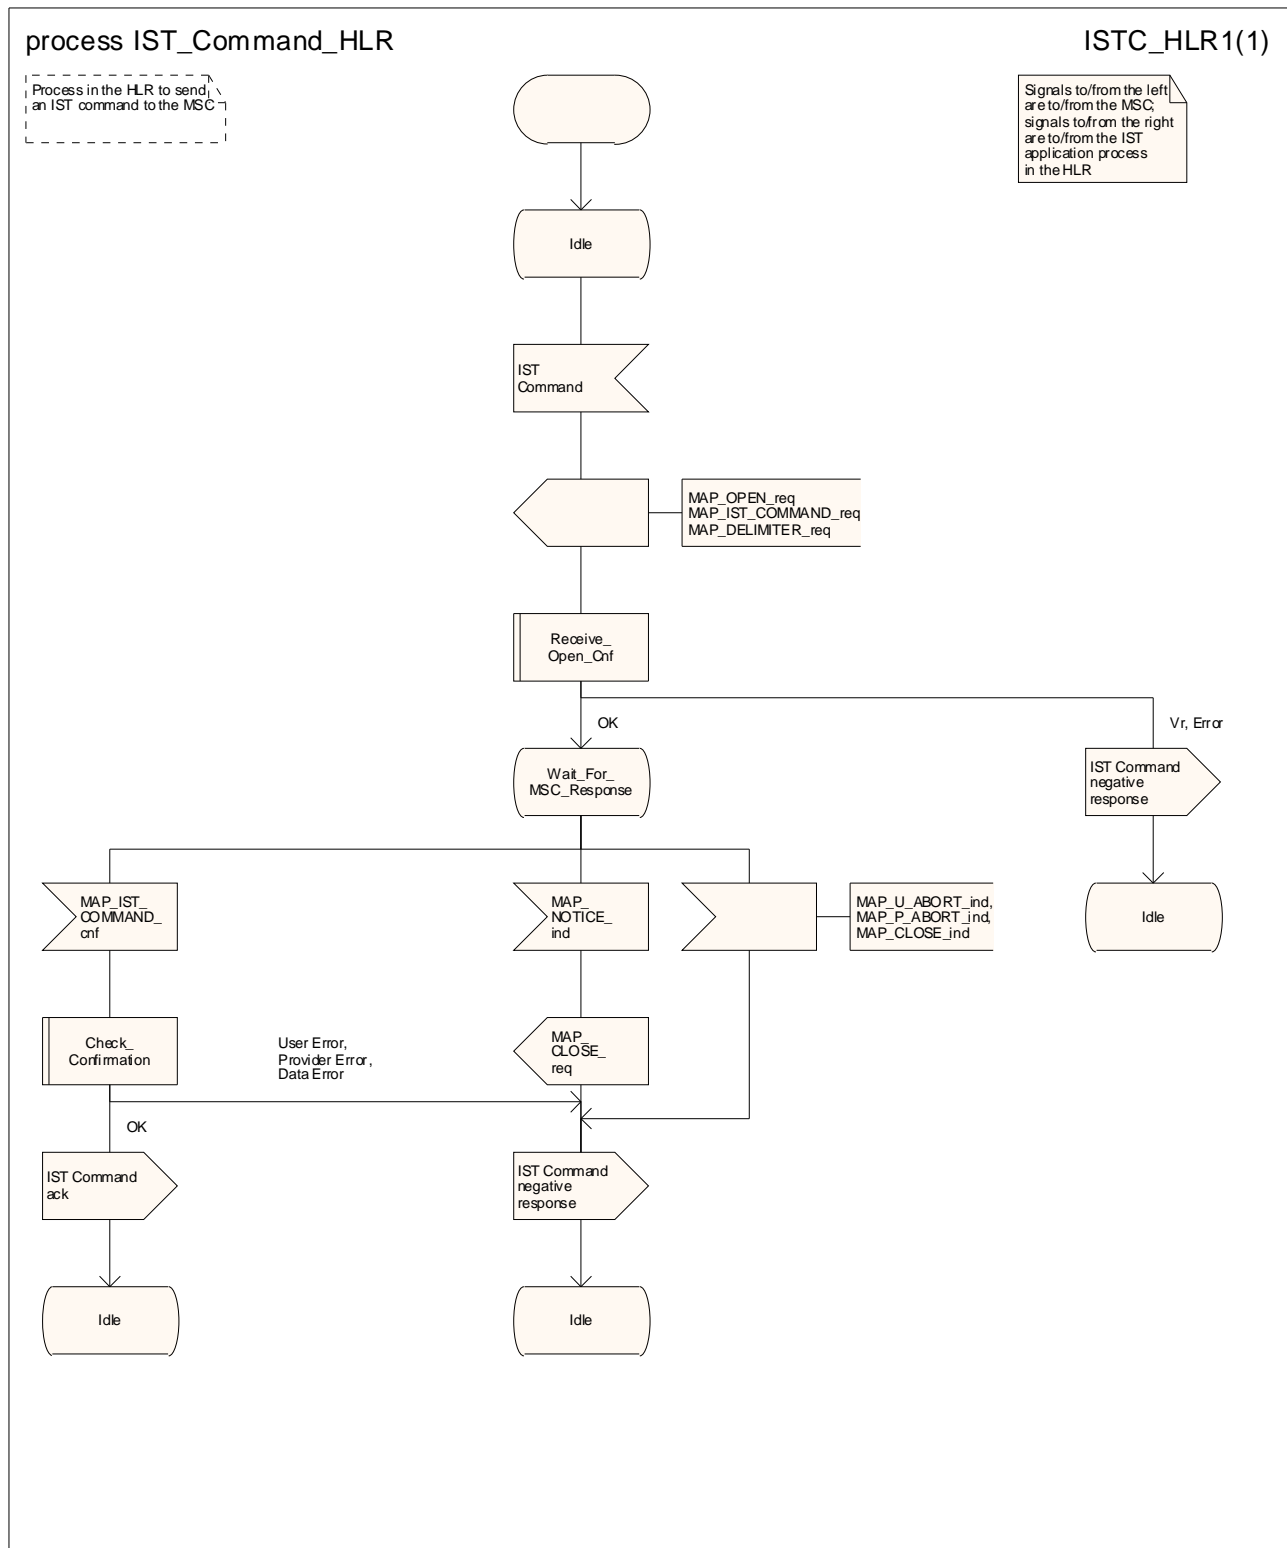 process IST_Command_HLR
ISTC_HLR1(1)
Process in the HLR to send
an IST command to the MSC
Signals to/from the left
are to/from the MSC;
signals to/from the right
are to/from the IST
application process
in the HLR
Idle
IST
Command
MAP_OPEN_req
MAP_IST_COMMAND_req
MAP_DELIMITER_req
Receive_
Open_Cnf
OK
Vr, Error
Wait_For_
MSC_Response
IST Command
negative
response
MAP_IST_
COMMAND_
cnf
MAP_
NOTICE_
ind
MAP_U_ABORT_ind,
MAP_P_ABORT_ind,
MAP_CLOSE_ind
Idle
Check_
Confirmation
User Error,
Provider Error,
Data Error
MAP_
CLOSE_
req
OK
IST Command
ack
IST Command
negative
response
Idle
Idle